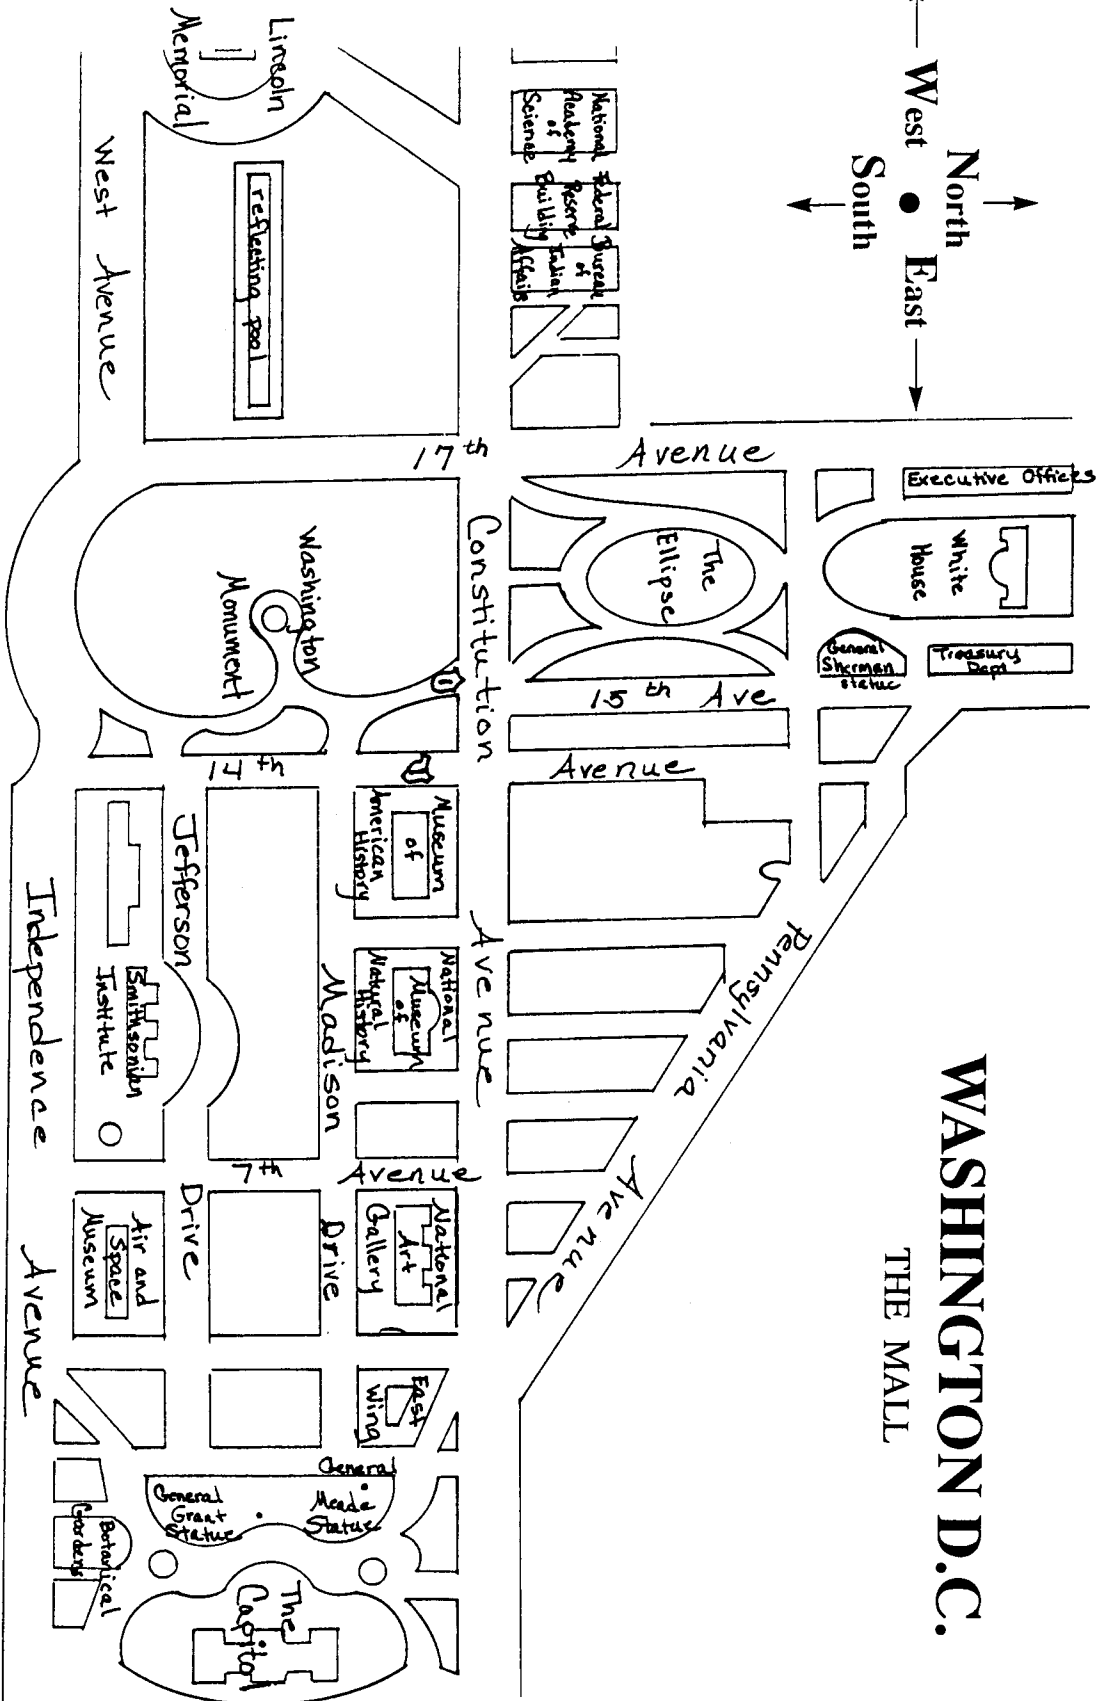 WASHINGTON D.C.
THE MALL
North
West
East
South
Lincoln
Memorial
reflecting pool
West Avenue
National
Academy
of
Science
Federal
Reserve
Building
Bureau
of
Indian
Affairs
17th Avenue
Executive Offices
White
House
The
Ellipse
General
Sherman
statue
Treasury
Dept
15th Ave
Constitution Avenue
Washington
Monument
14th Avenue
Pennsylvania Avenue
Museum
of
American
History
National
Museum
of
Natural
History
Madison Drive
Jefferson Drive
Smithsonian
Institute
Independence Avenue
7th Avenue
National
Art
Gallery
Air and
Space
Museum
East
Wing
General
Meade
Statue
General
Grant
Statue
Botanical
Gardens
The
Capitol